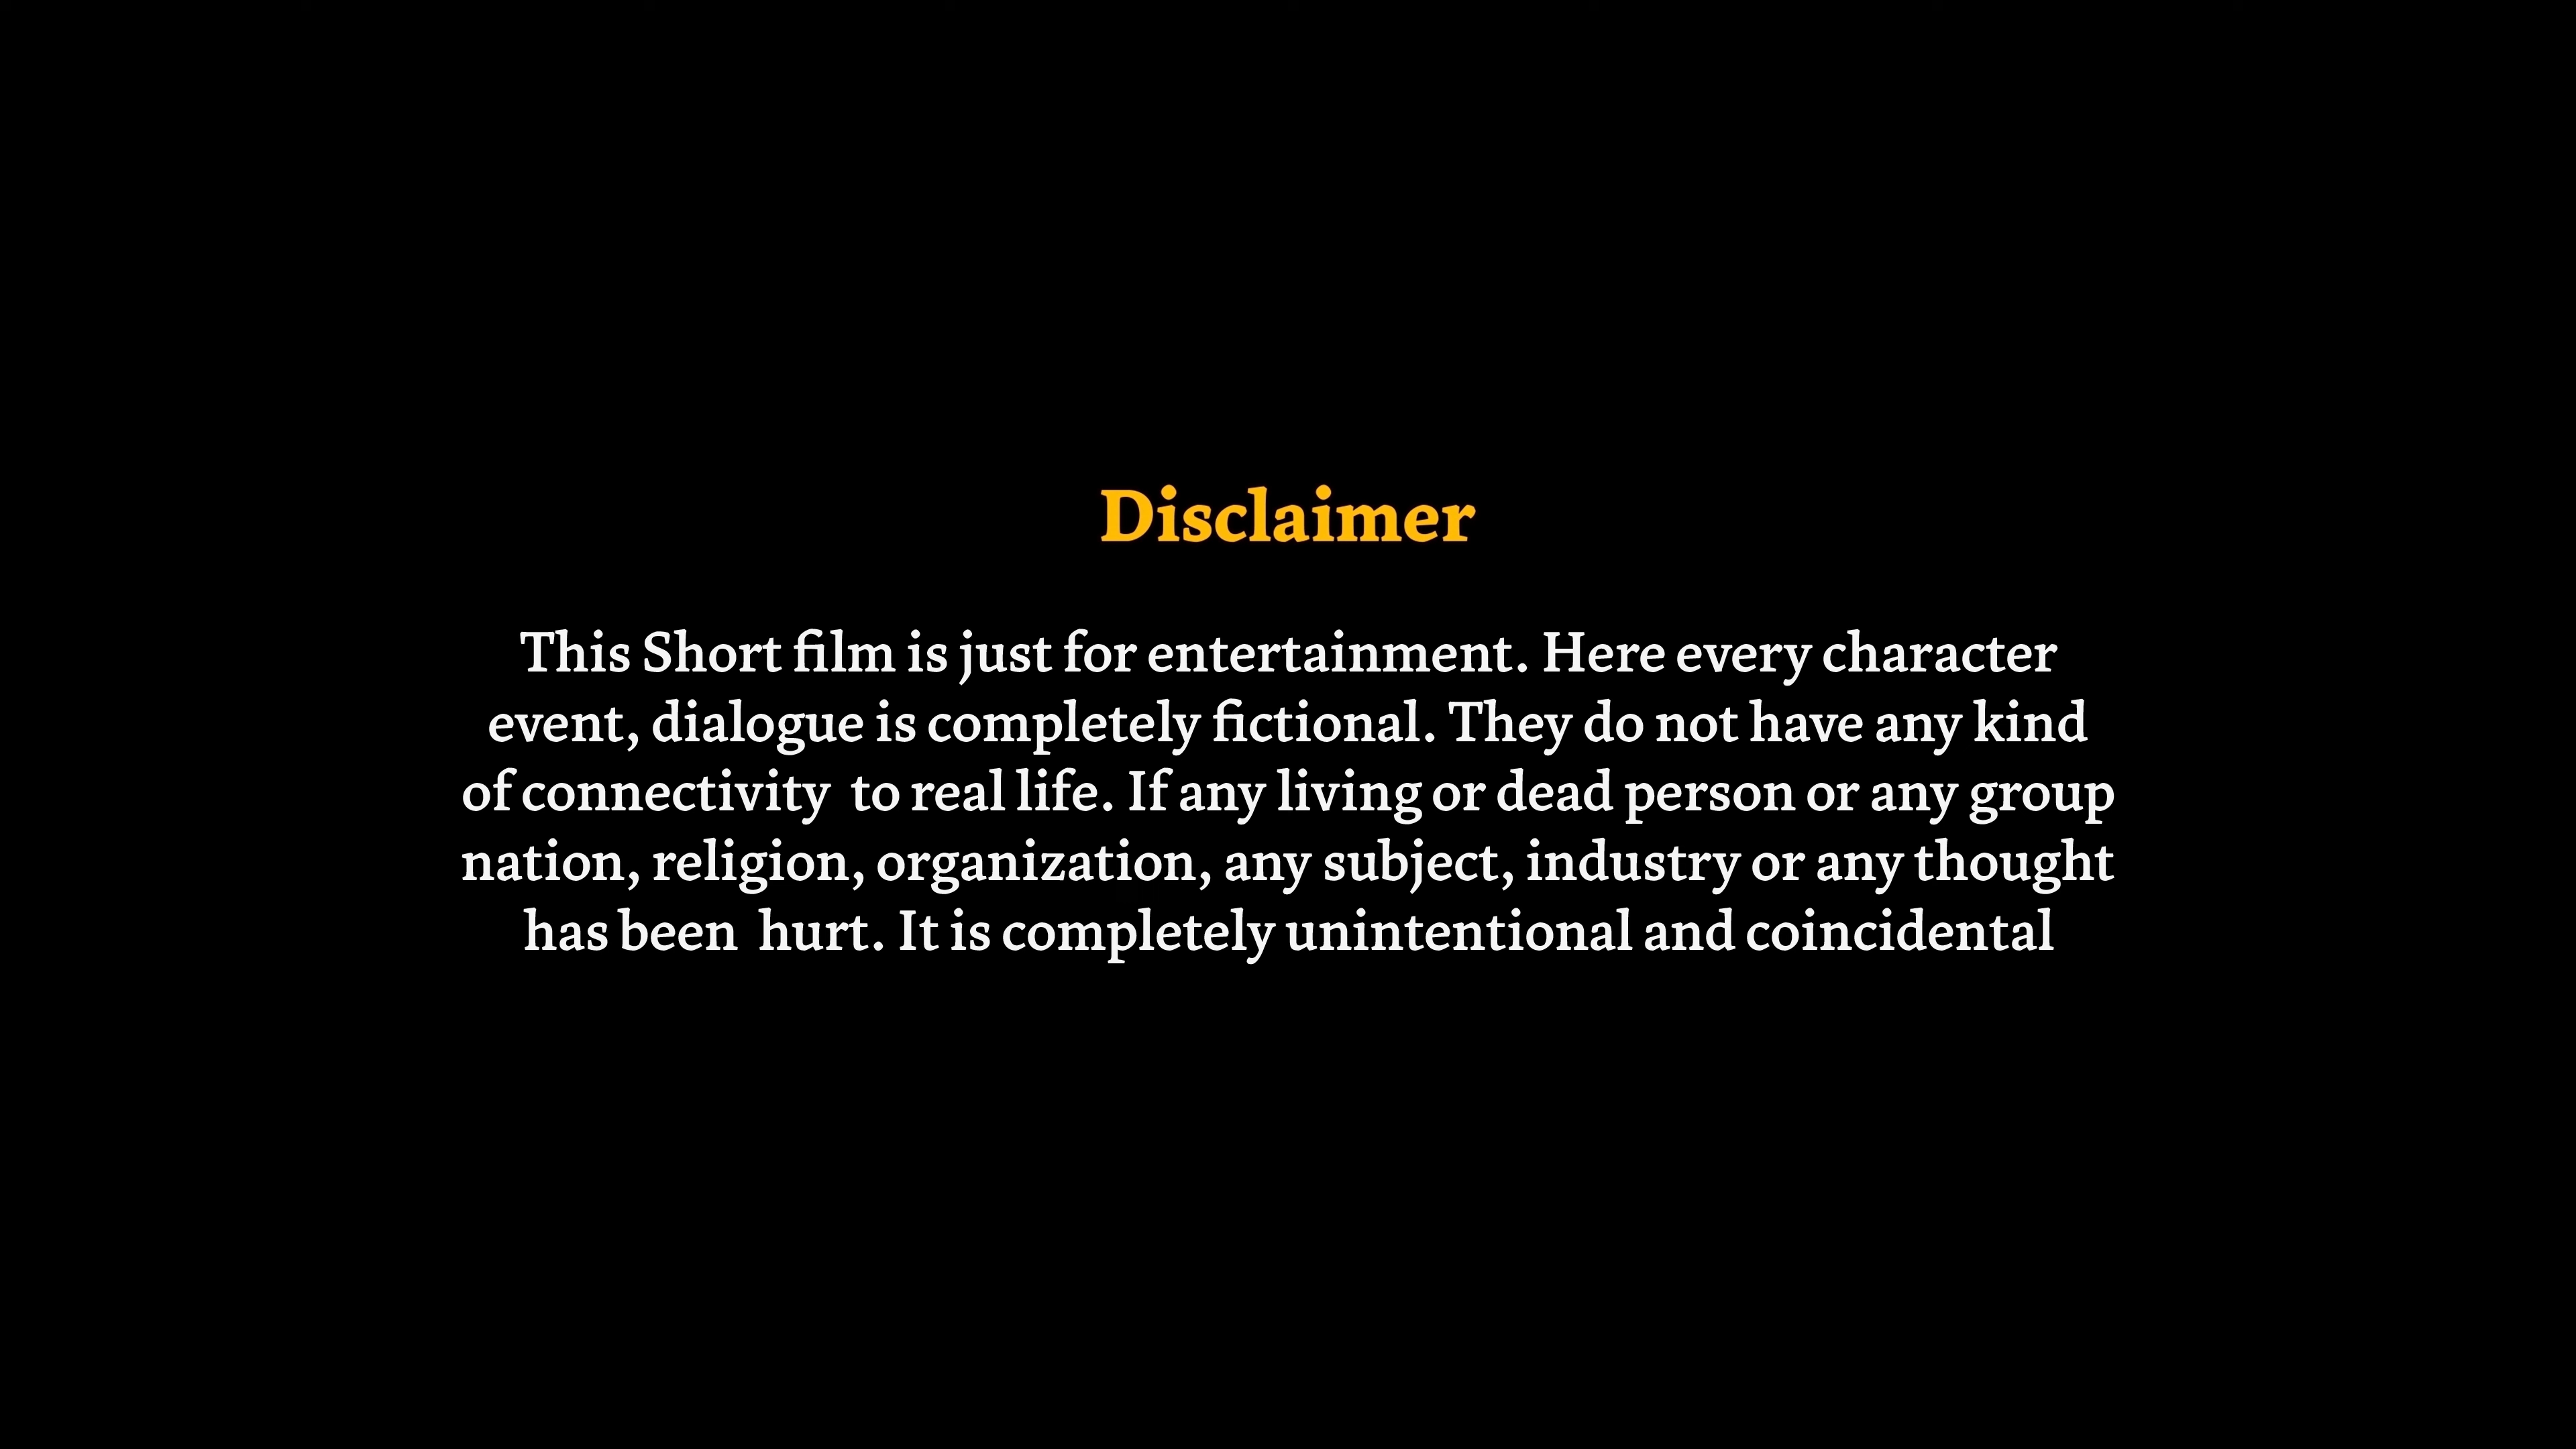 Disclaimer
This Short film is just for entertainment. Here every character
event, dialogue is completely fictional. They do not have any kind
of connectivity  to real life. If any living or dead person or any group
nation, religion, organization, any subject, industry or any thought
has been  hurt. It is completely unintentional and coincidental